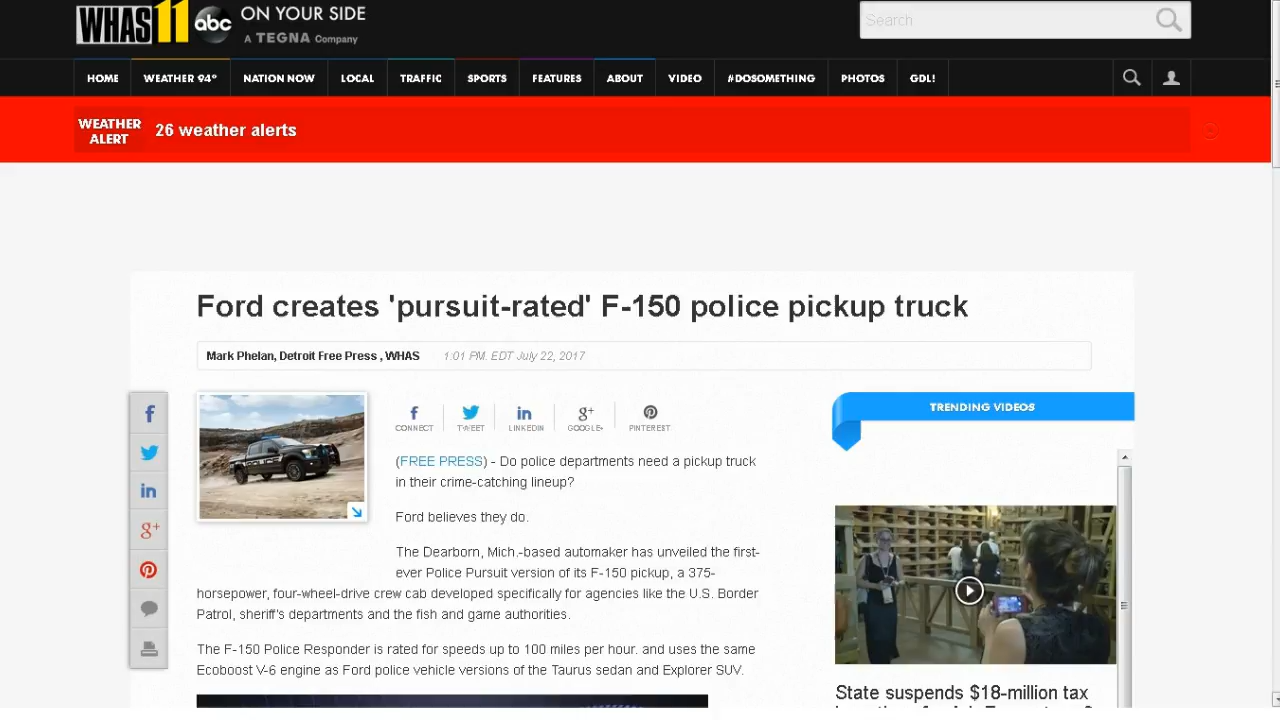 WHAS 11 abc ON YOUR SIDE
A TEGNA Company
Search
HOME WEATHER 94° NATION NOW LOCAL TRAFFIC SPORTS FEATURES ABOUT VIDEO #DOSOMETHING PHOTOS GDL!
WEATHER ALERT
26 weather alerts
Ford creates 'pursuit-rated' F-150 police pickup truck
Mark Phelan, Detroit Free Press , WHAS 1:01 PM. EDT July 22, 2017
CONNECT TWEET LINKEDIN GOOGLE+ PINTEREST
(FREE PRESS) - Do police departments need a pickup truck
in their crime-catching lineup?
Ford believes they do.
The Dearborn, Mich.-based automaker has unveiled the first-
ever Police Pursuit version of its F-150 pickup, a 375-
horsepower, four-wheel-drive crew cab developed specifically for agencies like the U.S. Border
Patrol, sheriff's departments and the fish and game authorities.
The F-150 Police Responder is rated for speeds up to 100 miles per hour. and uses the same
Ecoboost V-6 engine as Ford police vehicle versions of the Taurus sedan and Explorer SUV.
TRENDING VIDEOS
State suspends $18-million tax